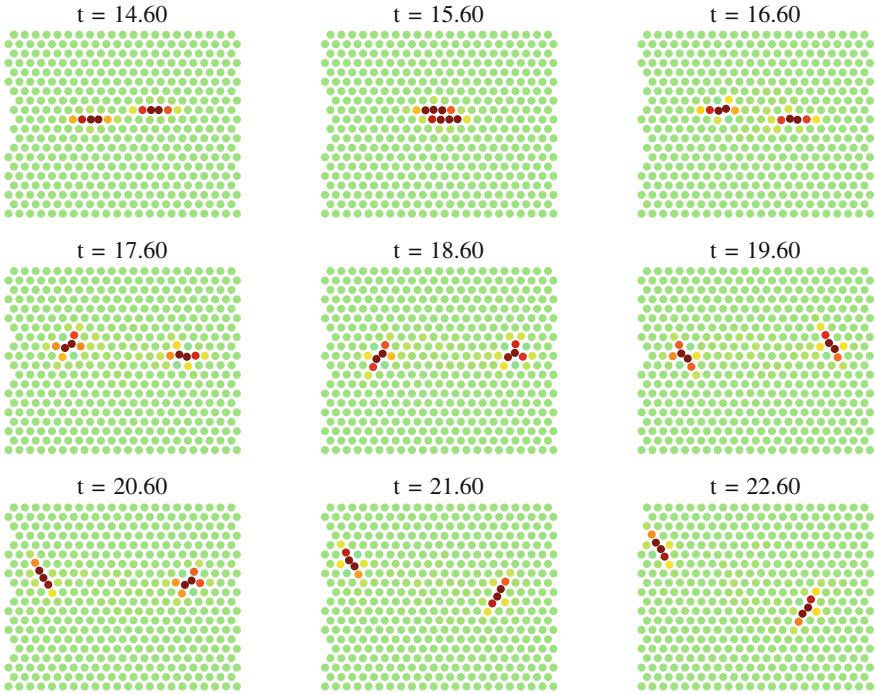 t = 14.60
t = 15.60
t = 16.60
t = 17.60
t = 18.60
t = 19.60
t = 20.60
t = 21.60
t = 22.60